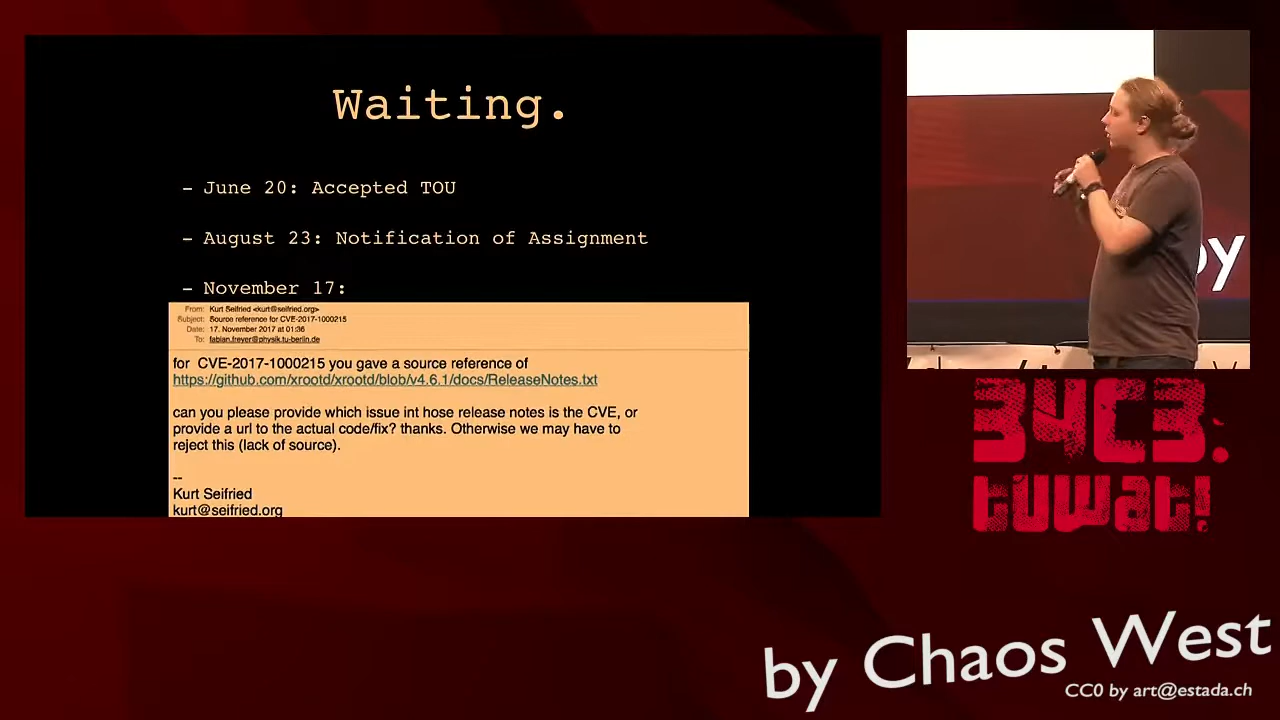 Waiting.
- June 20: Accepted TOU
- August 23: Notification of Assignment
- November 17:
From: Kurt Seifried <kurt@seifried.org>
Subject: Source reference for CVE-2017-1000215
Date: 17. November 2017 at 01:36
To: fabian.freyer@physik.tu-berlin.de
for CVE-2017-1000215 you gave a source reference of
https://github.com/xrootd/xrootd/blob/v4.6.1/docs/ReleaseNotes.txt
can you please provide which issue int hose release notes is the CVE, or
provide a url to the actual code/fix? thanks. Otherwise we may have to
reject this (lack of source).
--
Kurt Seifried
kurt@seifried.org
by
34C3:
tuwat!
by Chaos West
CC0 by art@estada.ch